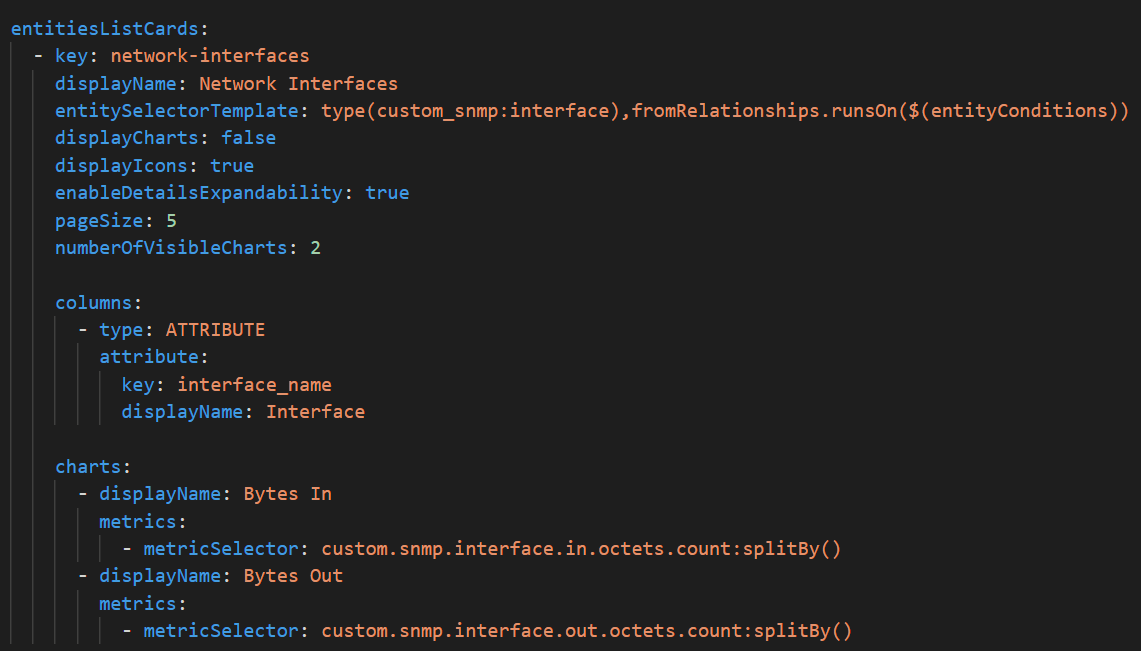 entitiesListCards:
- key: network-interfaces
displayName: Network Interfaces
entitySelectorTemplate: type(custom_snmp:interface),fromRelationships.runsOn($(entityConditions))
displayCharts: false
displayIcons: true
enableDetailsExpandability: true
pageSize: 5
numberOfVisibleCharts: 2
columns:
- type: ATTRIBUTE
attribute:
key: interface_name
displayName: Interface
charts:
- displayName: Bytes In
metrics:
- metricSelector: custom.snmp.interface.in.octets.count:splitBy()
- displayName: Bytes Out
metrics:
- metricSelector: custom.snmp.interface.out.octets.count:splitBy()